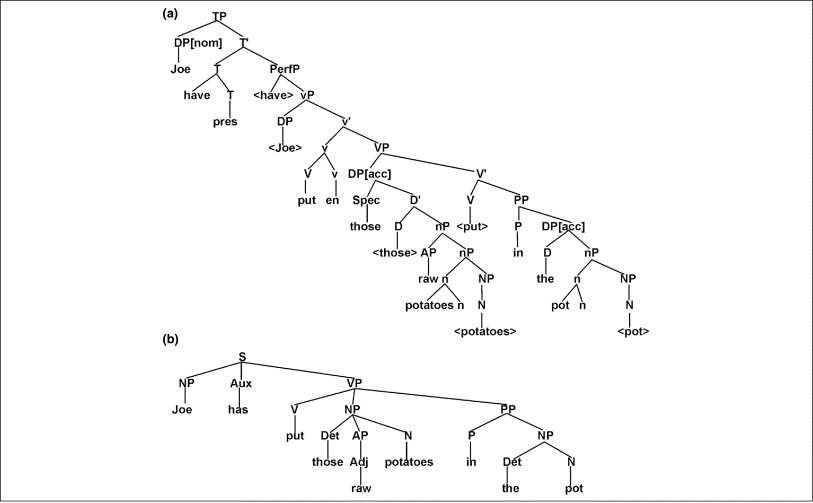 (a) TP
DP[nom] T'
Joe T PerfP
have T <have> vP
pres DP v'
<Joe> v VP
V v DP[acc] V'
put en Spec D' V PP
those D nP <put> P DP[acc]
<those> AP nP in D nP
raw n NP the n NP
potatoes n N pot n N
<potatoes> <pot>
(b)
S
NP Aux VP
Joe has V NP PP
put Det AP N P NP
those Adj potatoes in Det N
raw the pot